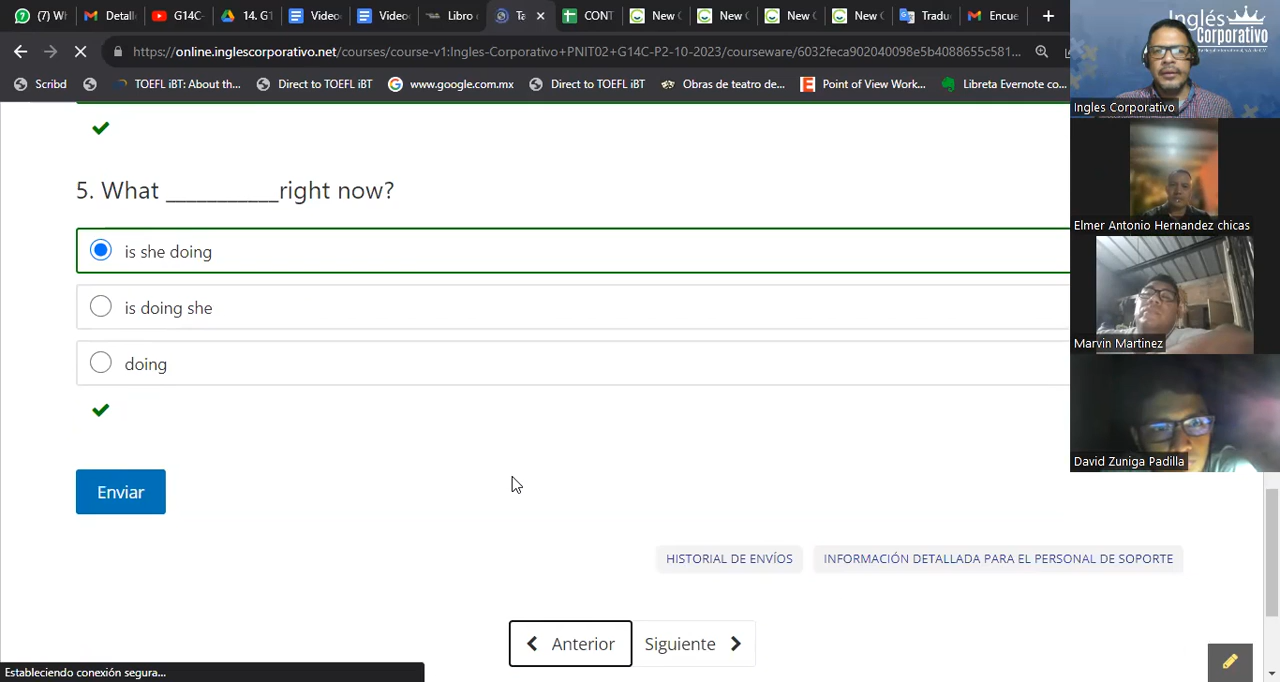 (7) Wh
Detall
G14C-
14. G1
Video
Video
Libro
Ta
CONT
New C
New C
New C
New C
Tradu
Encue
https://online.inglescorporativo.net/courses/course-v1:Ingles-Corporativo+PNIT02+G14C-P2-10-2023/courseware/6032feca902040098e5b4088655c581...
Scribd
TOEFL iBT: About th...
Direct to TOEFL iBT
www.google.com.mx
Direct to TOEFL iBT
Obras de teatro de...
Point of View Work...
Libreta Evernote co...
Inglés
Corporativo
Ingles Corporativo
5. What ___________right now?
is she doing
is doing she
doing
Enviar
HISTORIAL DE ENVÍOS
INFORMACIÓN DETALLADA PARA EL PERSONAL DE SOPORTE
Anterior
Siguiente
Estableciendo conexión segura...
Elmer Antonio Hernandez chicas
Marvin Martinez
David Zuniga Padilla